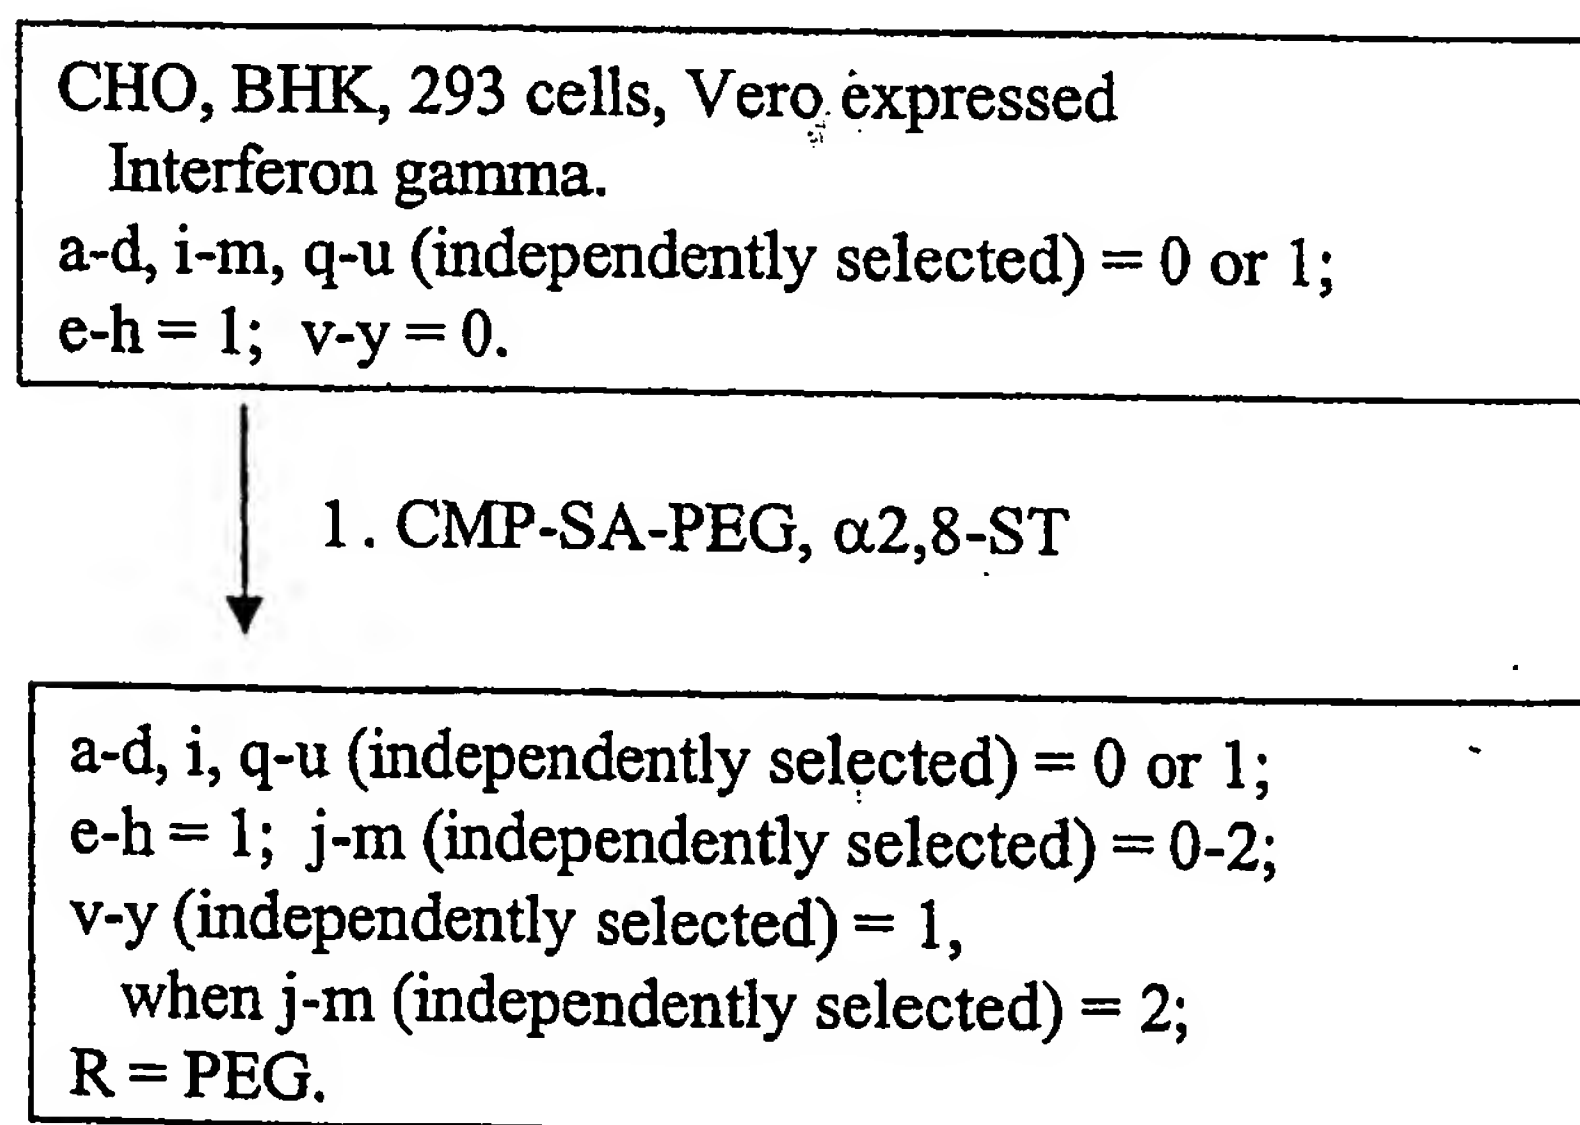 CHO, BHK, 293 cells, Vero expressed
Interferon gamma.
a-d, i-m, q-u (independently selected) = 0 or 1;
e-h = 1; v-y = 0.
1. CMP-SA-PEG, α2,8-ST
a-d, i, q-u (independently selected) = 0 or 1;
e-h = 1; j-m (independently selected) = 0-2;
v-y (independently selected) = 1,
when j-m (independently selected) = 2;
R = PEG.